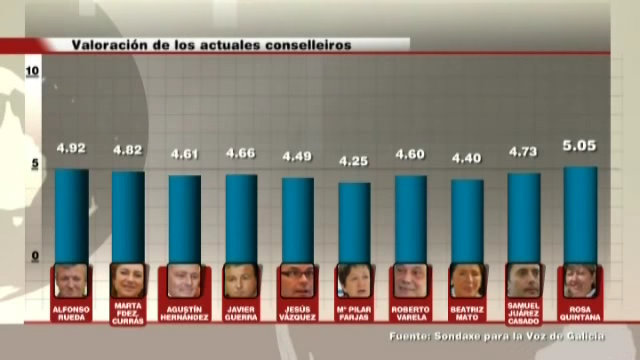 Valoración de los actuales conselleiros
10
5
0
4.92
4.82
4.61
4.66
4.49
4.25
4.60
4.40
4.73
5.05
ALFONSO
RUEDA
MARTA
FDEZ.
CURRÁS
AGUSTÍN
HERNÁNDEZ
JAVIER
GUERRA
JESÚS
VÁZQUEZ
Mª PILAR
FARJAS
ROBERTO
VARELA
BEATRIZ
MATO
SAMUEL
JUÁREZ
CASADO
ROSA
QUINTANA
Fuente: Sondaxe para la Voz de Galicia